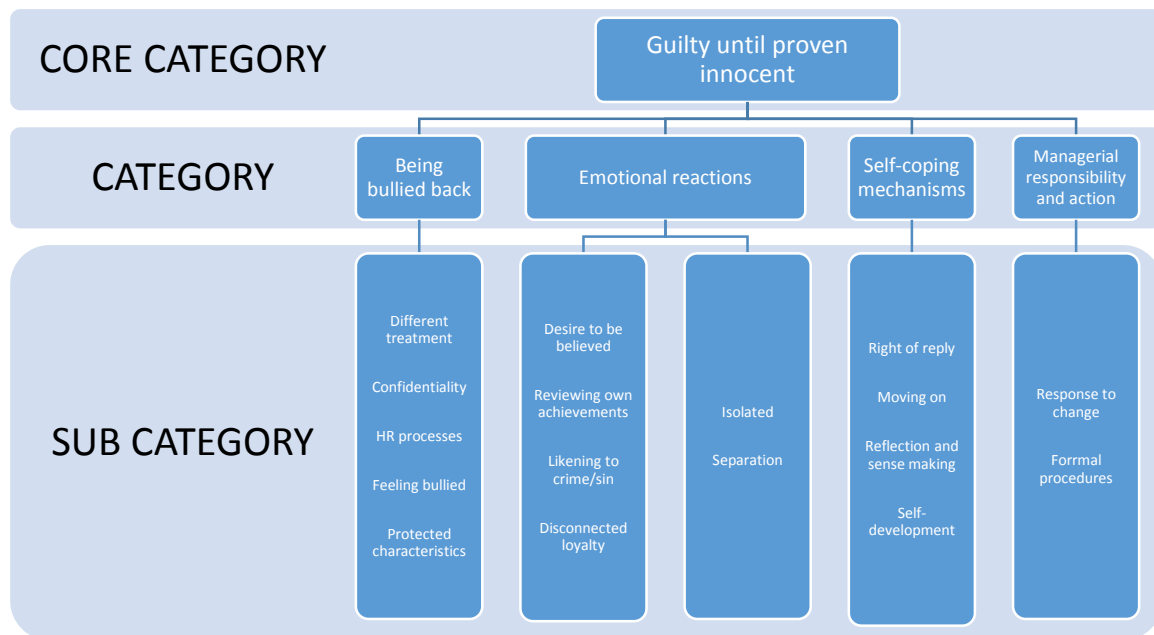 CORE CATEGORY
Guilty until proven
innocent
CATEGORY
Being
bullied back
Emotional reactions
Self-coping
mechanisms
Managerial
responsibility
and action
SUB CATEGORY
Different
treatment
Confidentiality
HR processes
Feeling bullied
Protected
characteristics
Desire to be
believed
Reviewing own
achievements
Likening to
crime/sin
Disconnected
loyalty
Isolated
Separation
Right of reply
Moving on
Reflection and
sense making
Self-
development
Response to
change
Forrmal
procedures